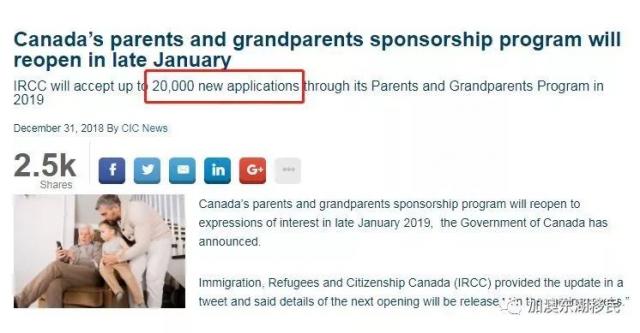 Canada's parents and grandparents sponsorship program will
reopen in late January
IRCC will accept up to 20,000 new applications through its Parents and Grandparents Program in
2019
December 31, 2018 By CIC News
2.5k
Shares
f
in
G+
Canada's parents and grandparents sponsorship program will reopen to
expressions of interest in late January 2019, the Government of Canada has
announced.
Immigration, Refugees and Citizenship Canada (IRCC) provided the update in a
tweet and said details of the next opening will be release
加澳东湖移民